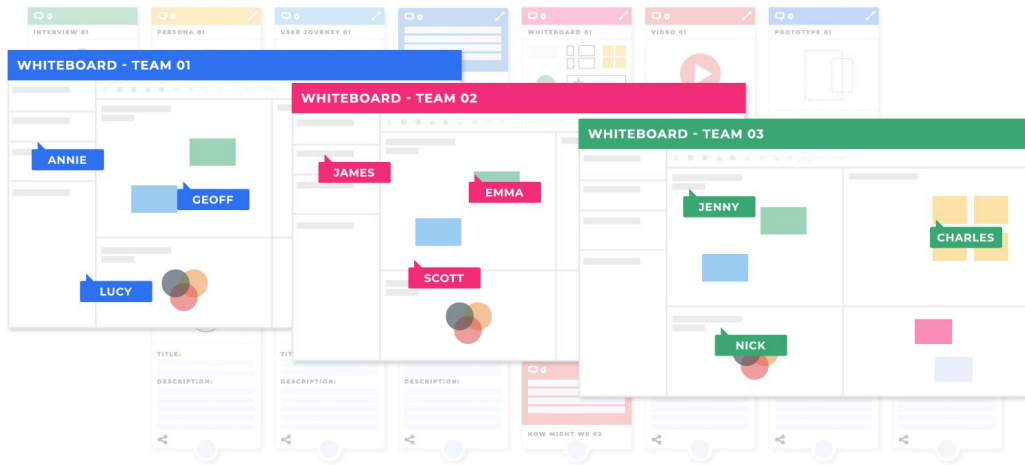 0
0
0
0
0
0
INTERVIEW 01
PERSONA 01
USER JOURNEY 01
WHITEBOARD 01
VIDEO 01
PROTOTYPE 01
WHITEBOARD - TEAM 01
ANNIE
GEOFF
LUCY
WHITEBOARD - TEAM 02
JAMES
EMMA
SCOTT
WHITEBOARD - TEAM 03
JENNY
CHARLES
NICK
TITLE:
DESCRIPTION:
DESCRIPTION:
DESCRIPTION:
0
HOW MIGHT WE 02